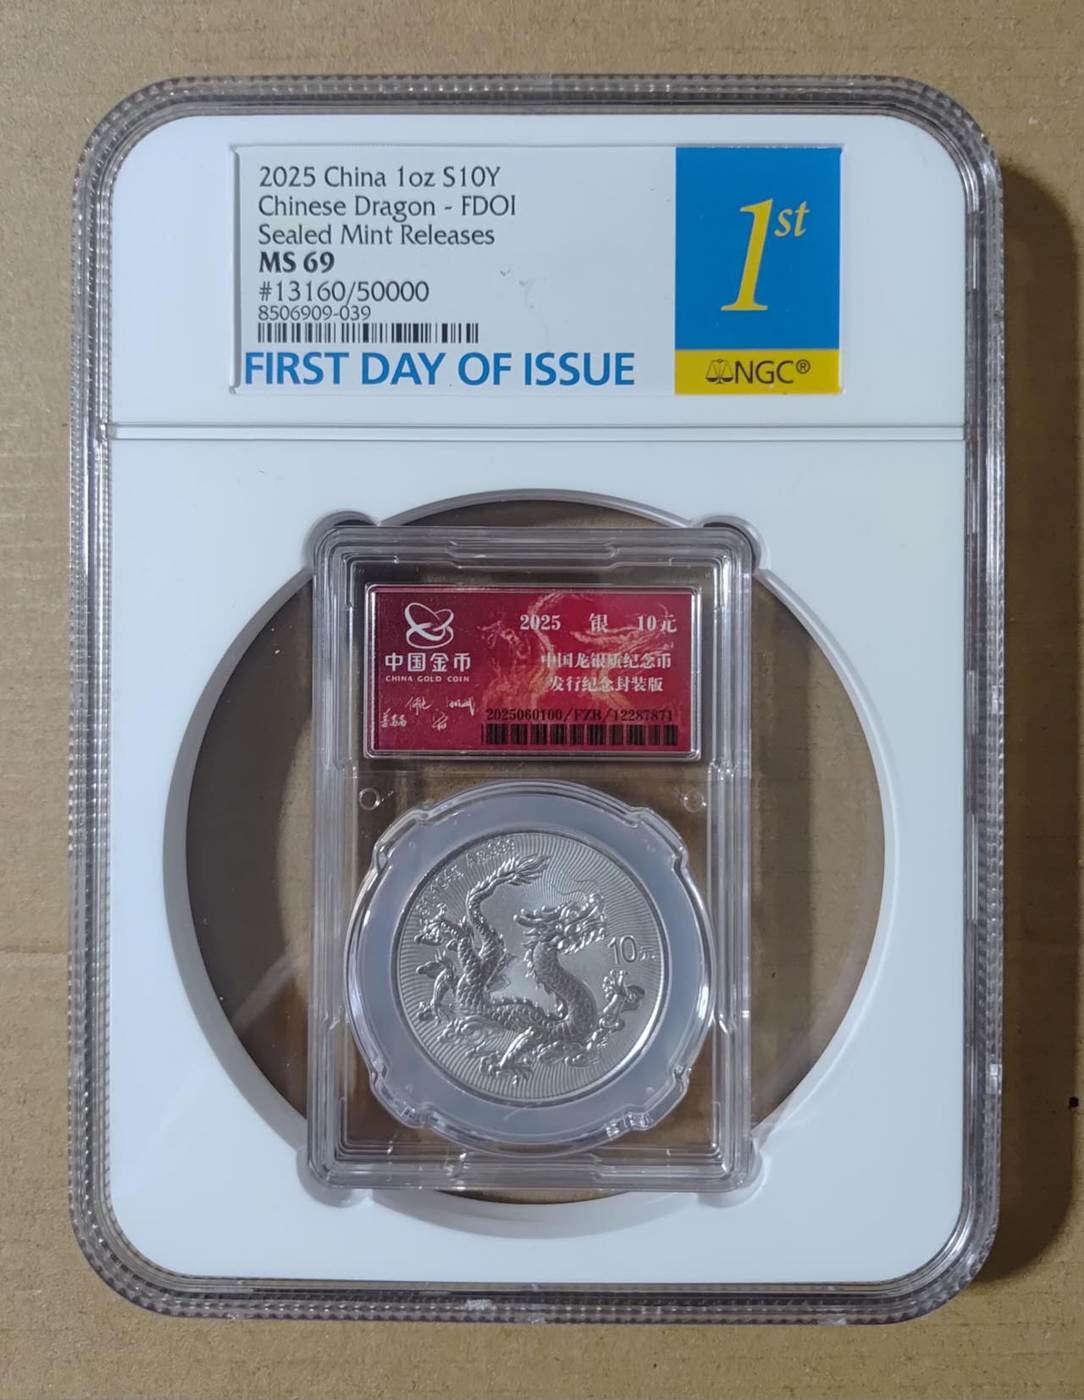 2025 China 1oz S10Y
Chinese Dragon - FDOI
Sealed Mint Releases
MS 69
#13160/50000
8506909-039
FIRST DAY OF ISSUE
1st
NGC®
中国金币
CHINA GOLD COIN
2025 银 10元
中国龙银质纪念币
发行纪念封装版
2025060100/FZB/12287871
10元